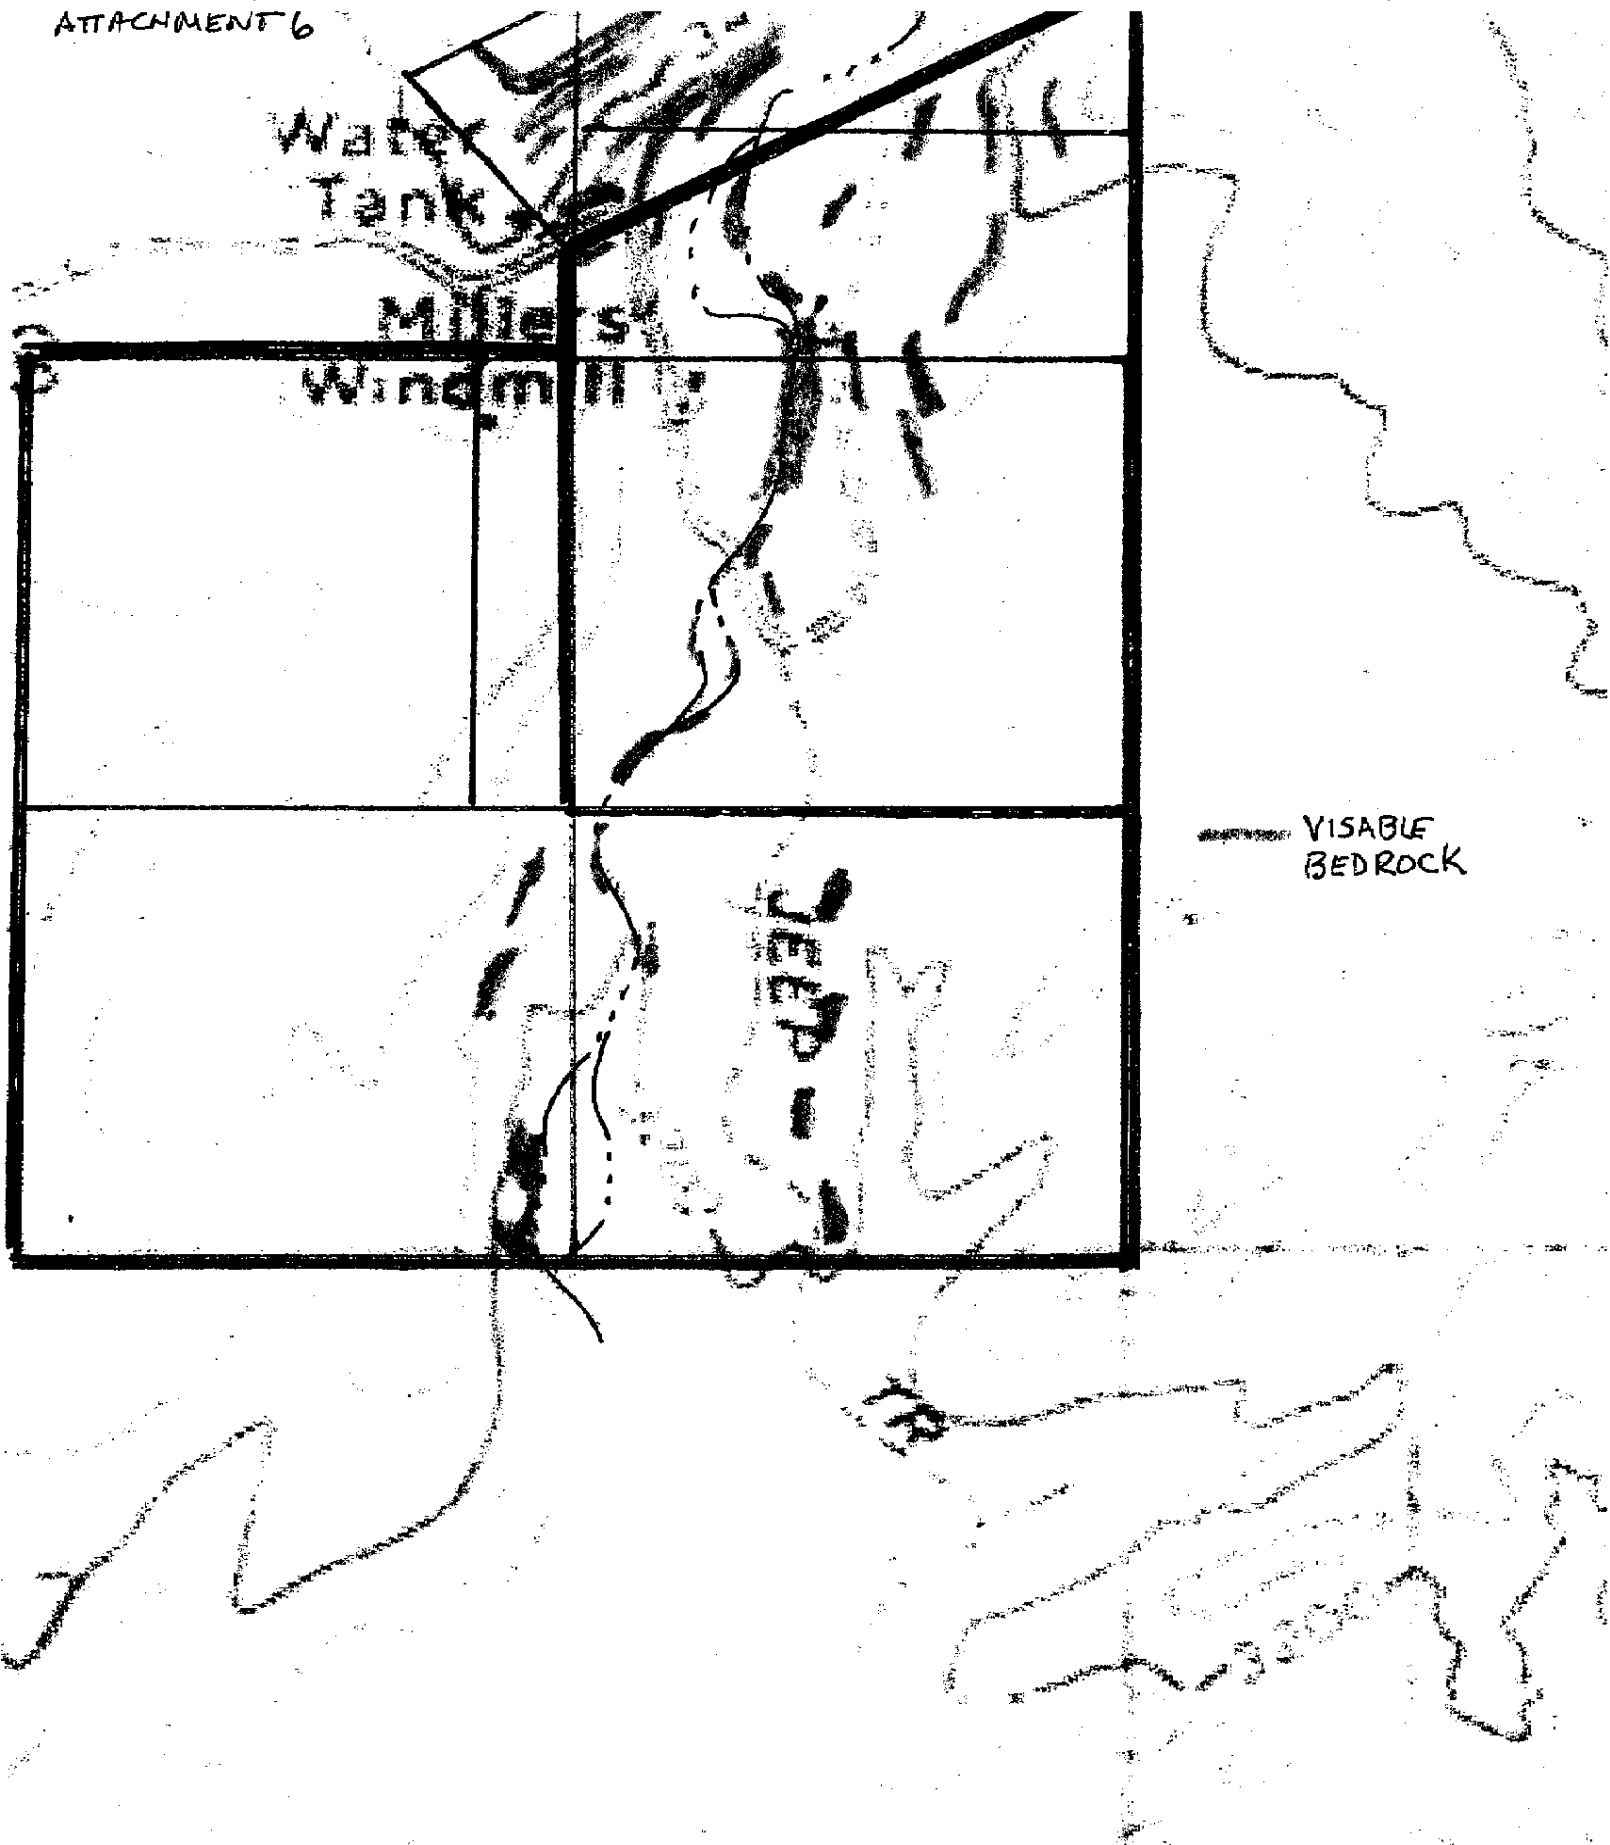 ATTACHMENT 6
Water
Tank
Millers
Windmill
VISABLE
BEDROCK
JEEP